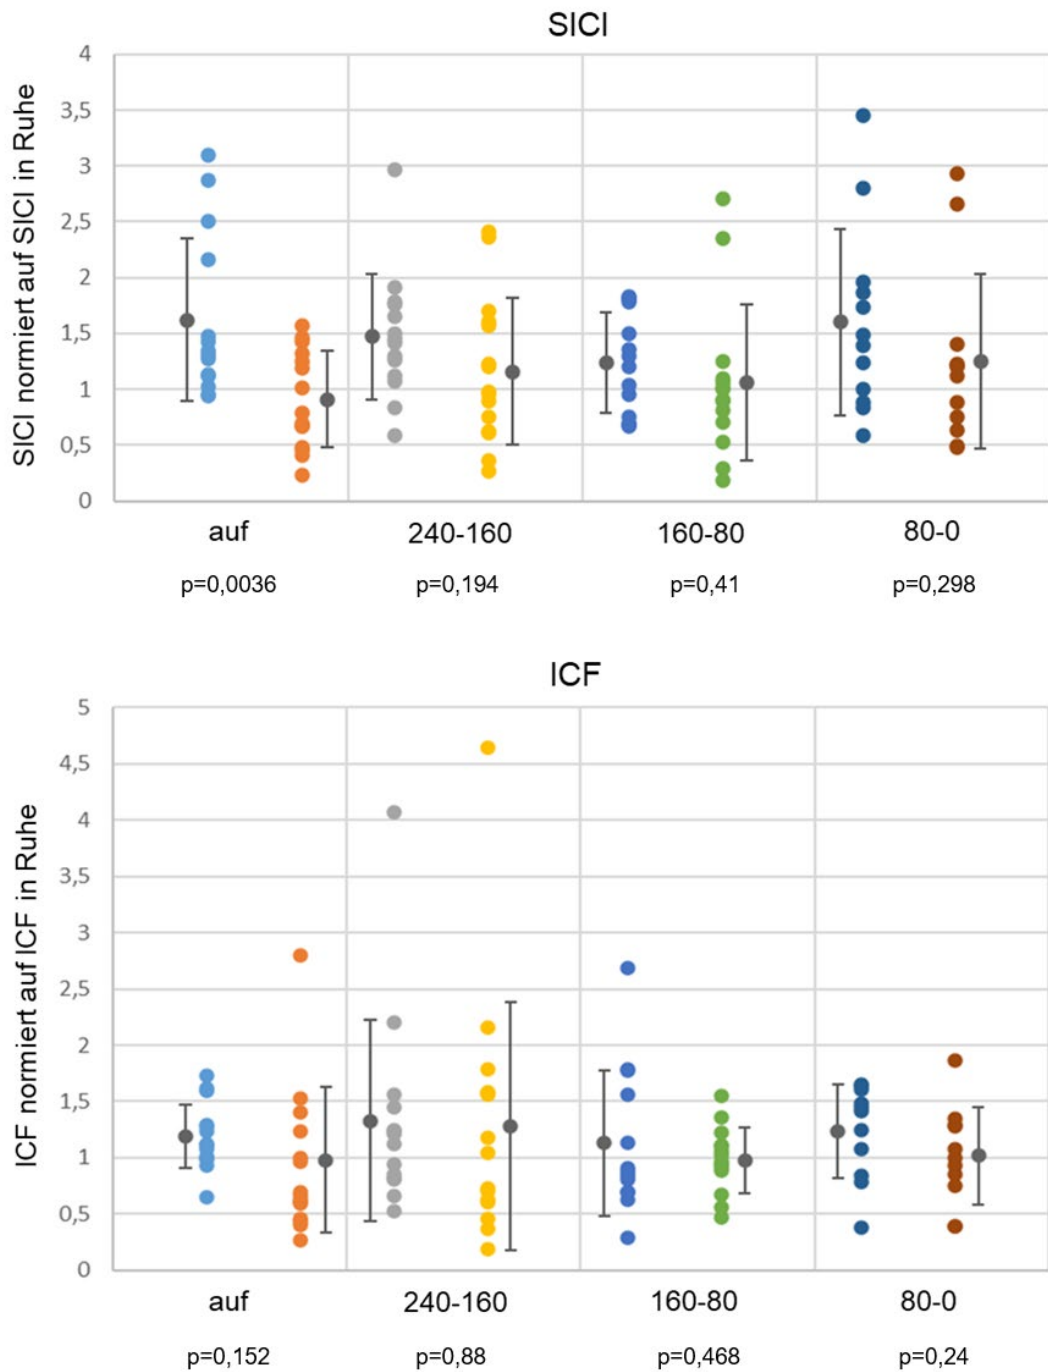 SICI
SICI normiert auf SICI in Ruhe
4
3,5
3
2,5
2
1,5
1
0,5
0
auf 240-160 160-80 80-0
p=0,0036 p=0,194 p=0,41 p=0,298
ICF
ICF normiert auf ICF in Ruhe
5
4,5
4
3,5
3
2,5
2
1,5
1
0,5
0
auf 240-160 160-80 80-0
p=0,152 p=0,88 p=0,468 p=0,24